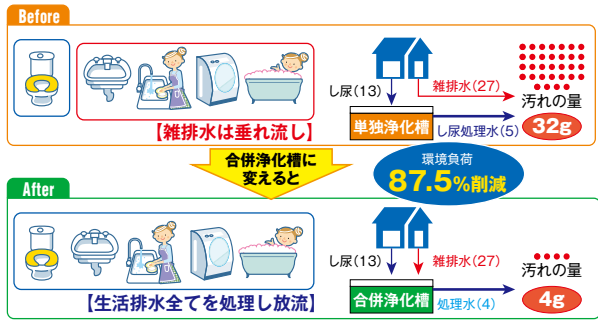 Before
し尿(13)
雑排水(27)
汚れの量
【雑排水は垂れ流し】
単独浄化槽
し尿処理水(5)
32g
合併浄化槽に
変えると
環境負荷
87.5%削減
After
し尿(13)
雑排水(27)
汚れの量
【生活排水全てを処理し放流】
合併浄化槽
処理水(4)
4g